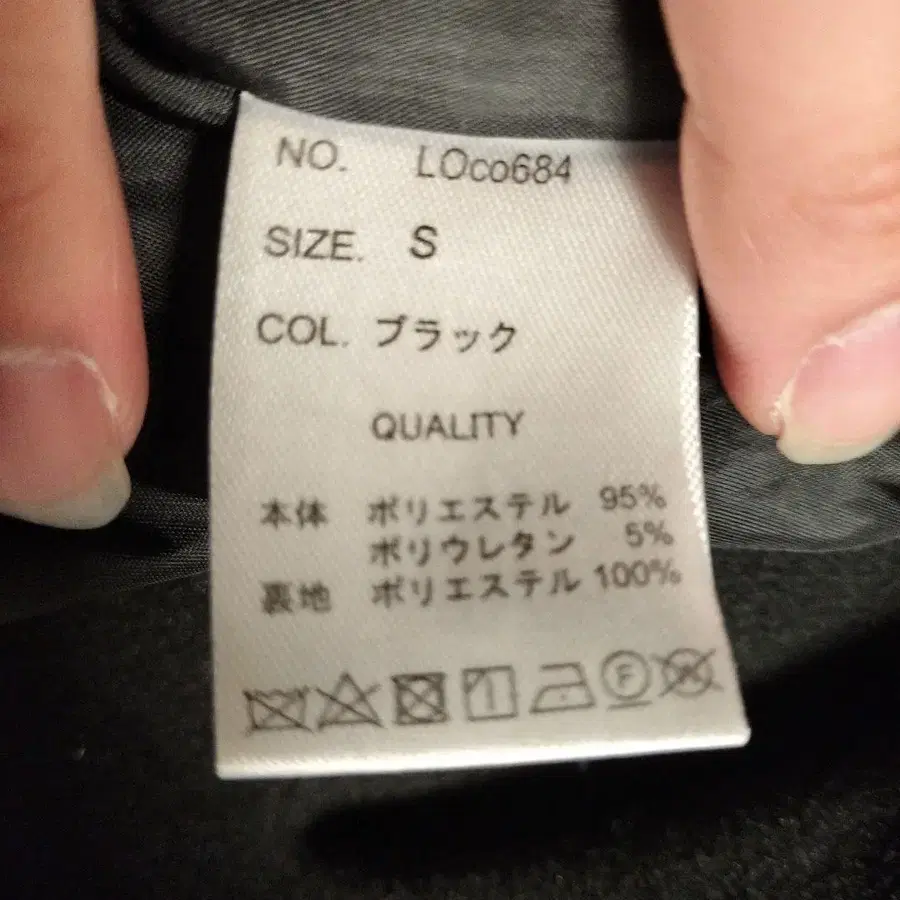 NO. LOco684
SIZE. S
COL. ブラック
QUALITY
本体 ポリエステル 95%
ポリウレタン 5%
裏地 ポリエステル 100%
F